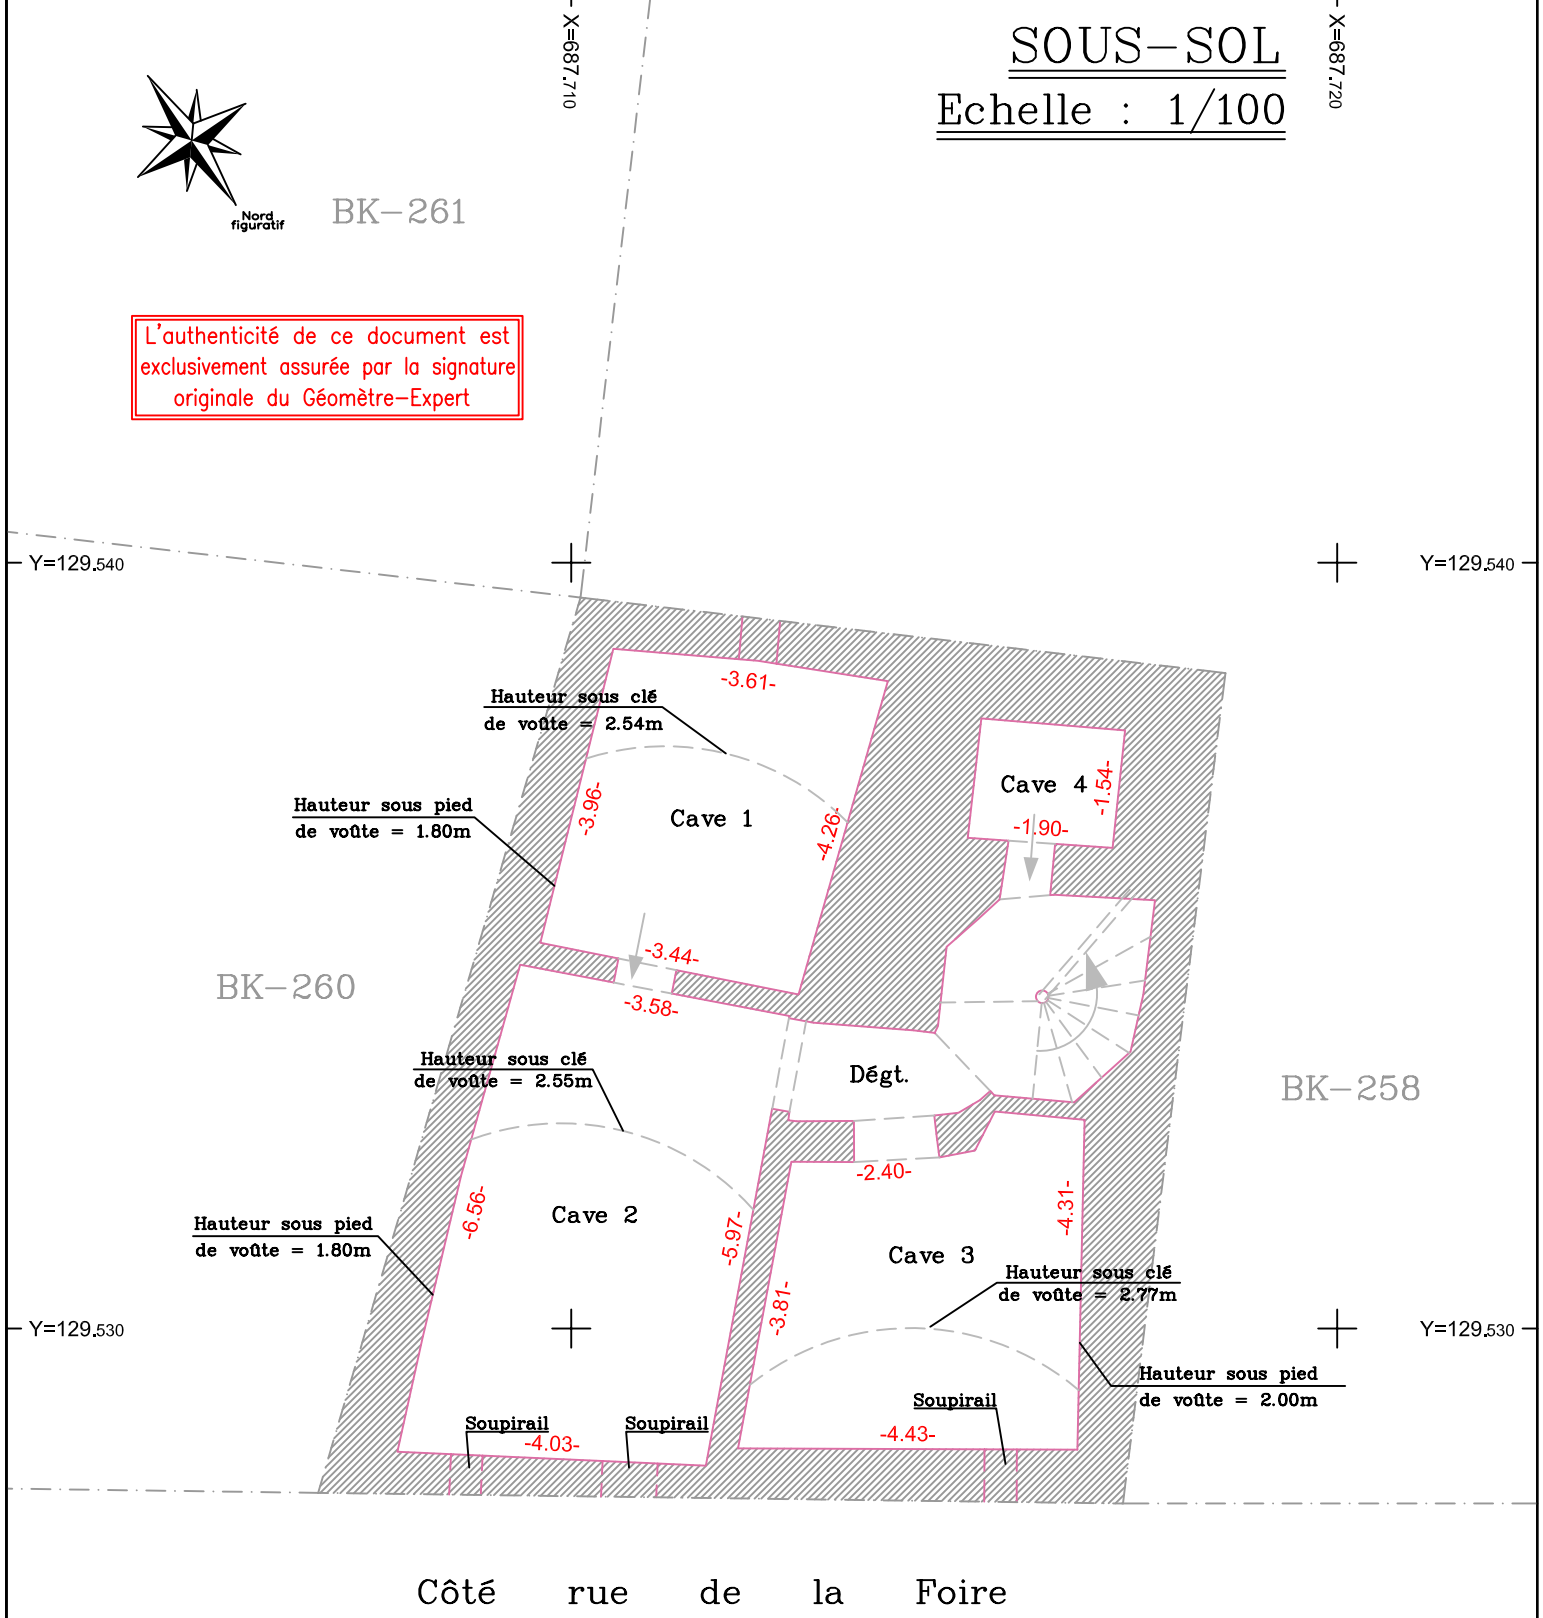 X=687.710
X=687.720
SOUS-SOL
Echelle : 1/100
Nord
figuratif
BK-261
L'authenticité de ce document est
exclusivement assurée par la signature
originale du Géomètre-Expert
Y=129.540
Y=129.540
-3.61-
Hauteur sous clé
de voûte = 2.54m
Hauteur sous pied
de voûte = 1.80m
-3.96-
Cave 1
-4.26-
Cave 4
-1.54-
-1.90-
-3.44-
-3.58-
BK-260
Hauteur sous clé
de voûte = 2.55m
Dégt.
BK-258
-2.40-
-6.56-
Cave 2
-5.97-
-4.31-
Hauteur sous pied
de voûte = 1.80m
Cave 3
Hauteur sous clé
de voûte = 2.77m
-3.81-
Y=129.530
Y=129.530
Hauteur sous pied
de voûte = 2.00m
Soupirail
Soupirail
Soupirail
-4.03-
-4.43-
Côté rue de la Foire